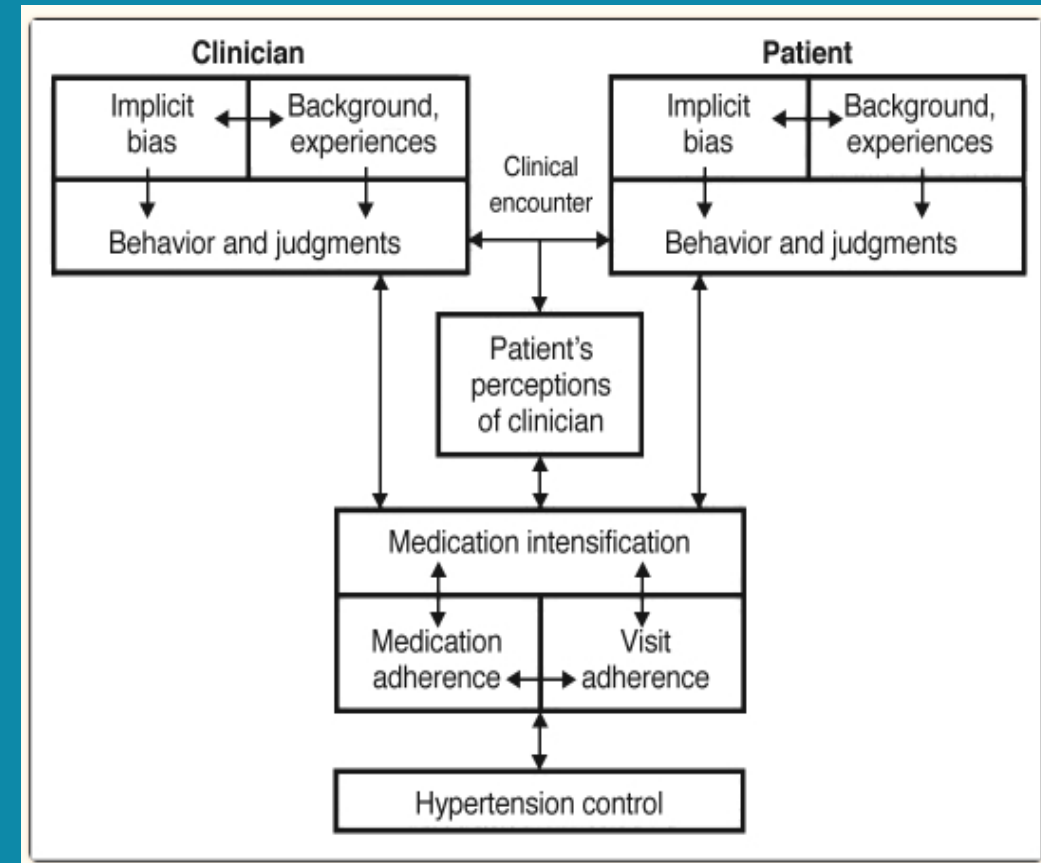 Clinician
Implicit
bias
Background,
experiences
Behavior and judgments
Clinical
encounter
Patient
Implicit
bias
Background,
experiences
Behavior and judgments
Patient's
perceptions
of clinician
Medication intensification
Medication
adherence
Visit
adherence
Hypertension control